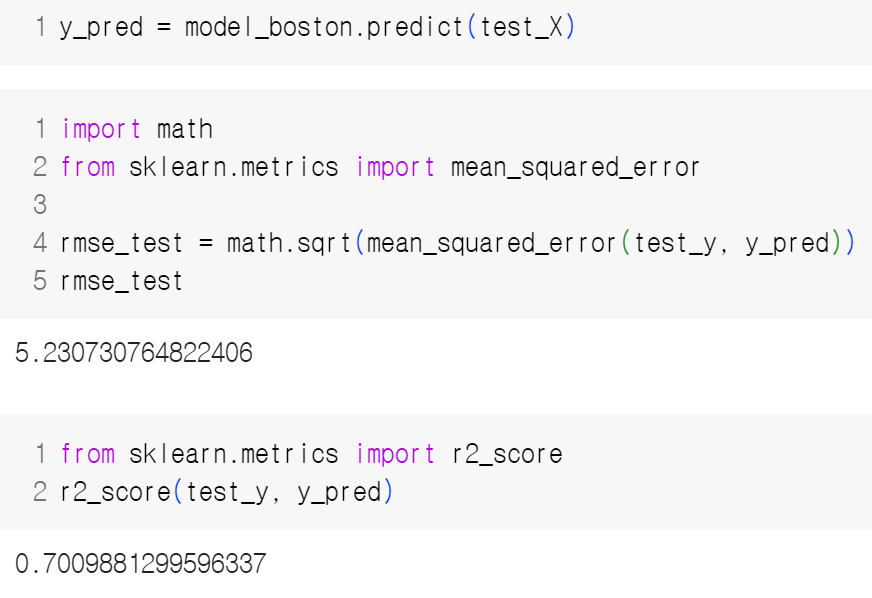 1 y_pred = model_boston.predict(test_X)
1 import math
2 from sklearn.metrics import mean_squared_error
3
4 rmse_test = math.sqrt(mean_squared_error(test_y, y_pred))
5 rmse_test
5.230730764822406
1 from sklearn.metrics import r2_score
2 r2_score(test_y, y_pred)
0.7009881299596337